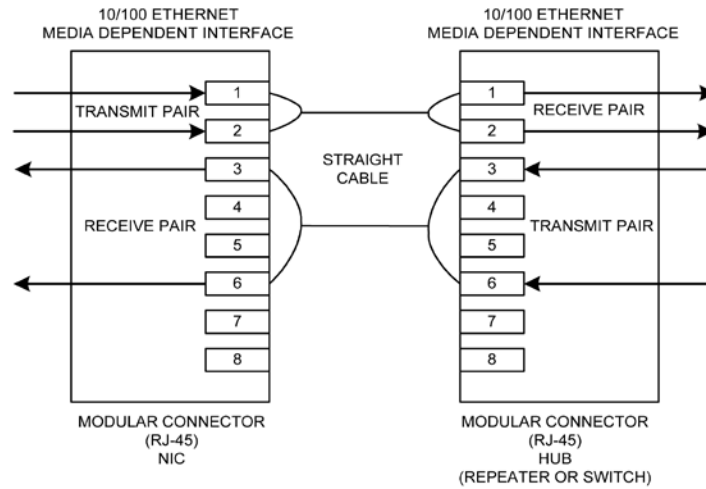 10/100 ETHERNET
MEDIA DEPENDENT INTERFACE
1
TRANSMIT PAIR
2
3
4
RECEIVE PAIR
5
6
7
8
MODULAR CONNECTOR
(RJ-45)
NIC
STRAIGHT
CABLE
10/100 ETHERNET
MEDIA DEPENDENT INTERFACE
1
RECEIVE PAIR
2
3
4
TRANSMIT PAIR
5
6
7
8
MODULAR CONNECTOR
(RJ-45)
HUB
(REPEATER OR SWITCH)